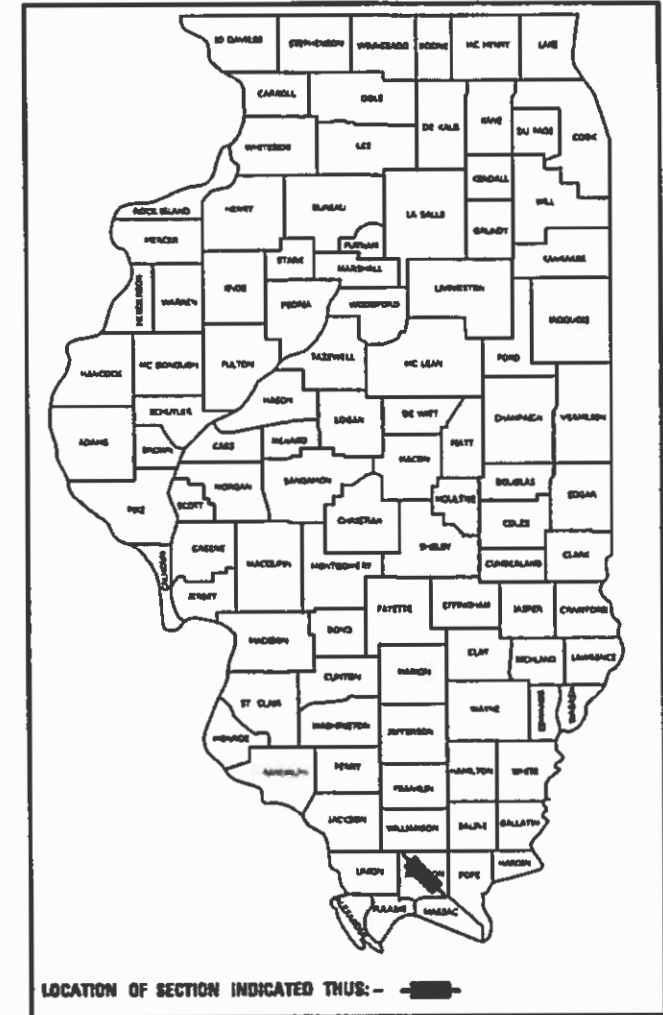 JO DAVIESS STEPHENSON WINNEBAGO BOONE MC HENRY LAKE
CARROLL OGLE DE KALB KANE DU PAGE COOK
WHITESIDE LEE
KENDALL
ROCK ISLAND HENRY BUREAU LA SALLE GRUNDY WILL
MERCER PUTNAM
STARK MARSHALL KANKAKEE
HENDERSON WARREN KNOX PEORIA WOODFORD LIVINGSTON IROQUOIS
HANCOCK MC DONOUGH FULTON TAZEWELL MC LEAN FORD
SCHUYLER MASON LOGAN DE WITT CHAMPAIGN VERMILION
ADAMS BROWN CASS MENARD MACON PIATT
PIKE SCOTT MORGAN SANGAMON MOULTRIE DOUGLAS EDGAR
CHRISTIAN COLES
CALHOUN GREENE MACOUPIN MONTGOMERY SHELBY CUMBERLAND CLARK
JERSEY FAYETTE EFFINGHAM JASPER CRAWFORD
MADISON BOND
CLAY RICHLAND LAWRENCE
CLINTON MARION
ST CLAIR WAYNE EDWARDS WABASH
MONROE WASHINGTON JEFFERSON
PERRY HAMILTON WHITE
FRANKLIN
JACKSON WILLIAMSON SALINE GALLATIN
UNION POPE HARDIN
PULASKI MASSAC
LOCATION OF SECTION INDICATED THUS:-